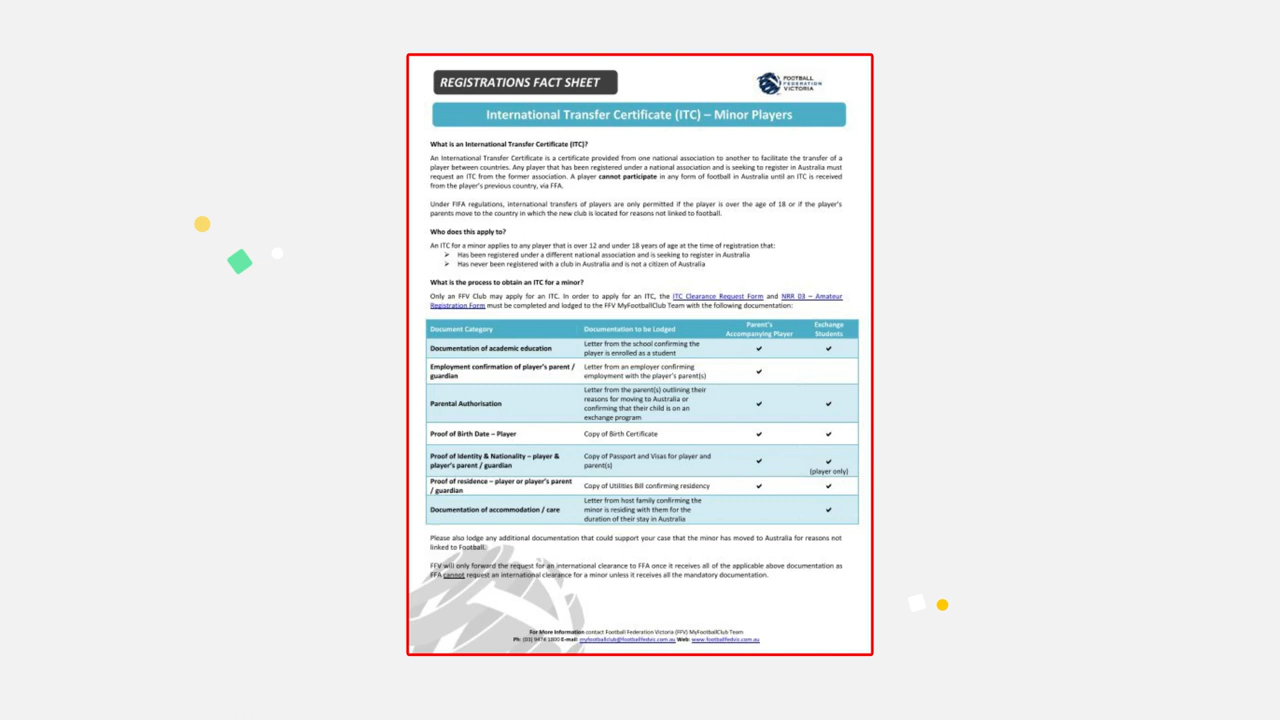 REGISTRATIONS FACT SHEET
FOOTBALL
FEDERATION
VICTORIA
International Transfer Certificate (ITC) – Minor Players
What is an International Transfer Certificate (ITC)?
An International Transfer Certificate is a certificate provided from one national association to another to facilitate the transfer of a
player between countries. Any player that has been registered under a national association and is seeking to register in Australia must
request an ITC from the former association. A player cannot participate in any form of football in Australia until an ITC is received
from the player's previous country, via FFA.
Under FIFA regulations, international transfers of players are only permitted if the player is over the age of 18 or if the player's
parents move to the country in which the new club is located for reasons not linked to football.
Who does this apply to?
An ITC for a minor applies to any player that is over 12 and under 18 years of age at the time of registration that:
➢ Has been registered under a different national association and is seeking to register in Australia
➢ Has never been registered with a club in Australia and is not a citizen of Australia
What is the process to obtain an ITC for a minor?
Only an FFV Club may apply for an ITC. In order to apply for an ITC, the ITC Clearance Request Form and NRR 03 – Amateur
Registration Form must be completed and lodged to the FFV MyFootballClub Team with the following documentation:
Document Category Documentation to be Lodged Parent's Accompanying Player Exchange Students
Documentation of academic education Letter from the school confirming the player is enrolled as a student ✔ ✔
Employment confirmation of player's parent / guardian Letter from an employer confirming employment with the player's parent(s) ✔
Parental Authorisation Letter from the parent(s) outlining their reasons for moving to Australia or confirming that their child is on an exchange program ✔ ✔
Proof of Birth Date – Player Copy of Birth Certificate ✔ ✔
Proof of Identity & Nationality – player & player's parent / guardian Copy of Passport and Visas for player and parent(s) ✔ ✔ (player only)
Proof of residence – player or player's parent / guardian Copy of Utilities Bill confirming residency ✔ ✔
Documentation of accommodation / care Letter from host family confirming the minor is residing with them for the duration of their stay in Australia ✔
Please also lodge any additional documentation that could support your case that the minor has moved to Australia for reasons not
linked to Football.
FFV will only forward the request for an international clearance to FFA once it receives all of the applicable above documentation as
FFA cannot request an international clearance for a minor unless it receives all the mandatory documentation.
For More Information contact Football Federation Victoria (FFV) MyFootballClub Team
Ph: (03) 9474 1800 E-mail: myfootballclub@footballfedvic.com.au Web: www.footballfedvic.com.au